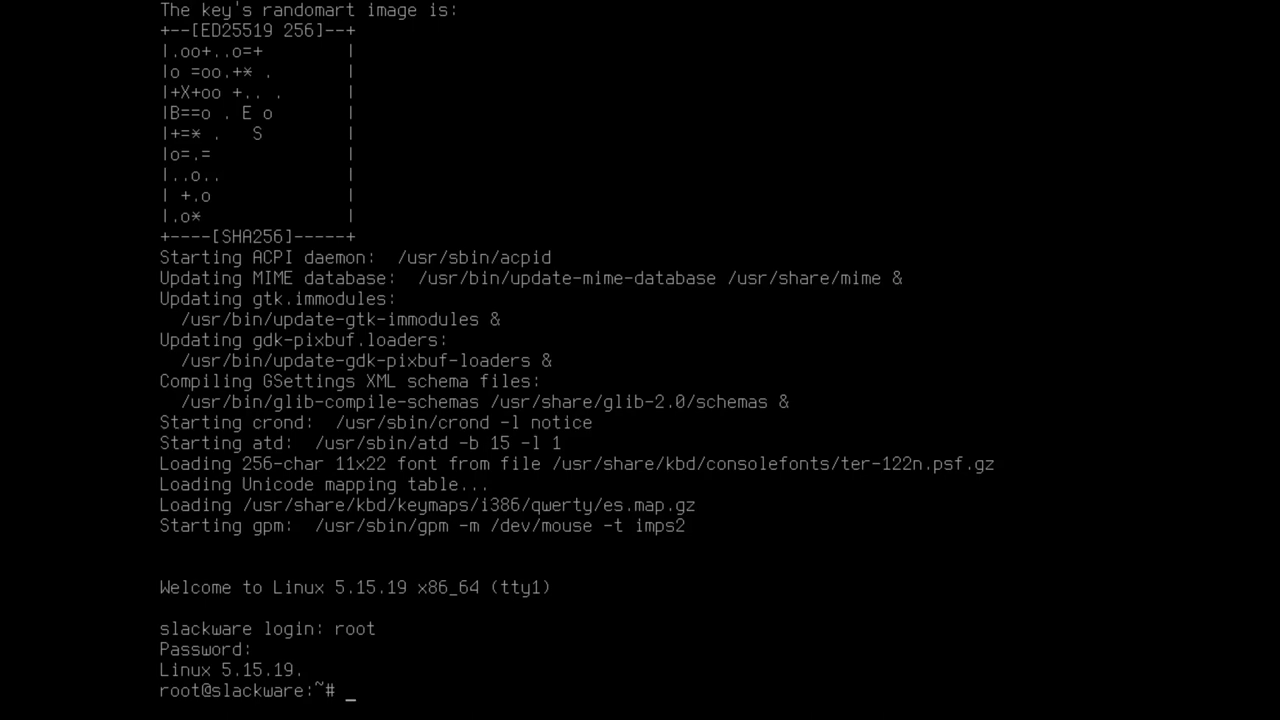 The key's randomart image is:
+--[ED25519 256]--+
|.oo+..o=+        |
|o =oo.+* .       |
|+X+oo +.. .      |
|B==o . E o       |
|+=* .   S        |
|o=.=             |
|..o..            |
| +.o             |
|.o*              |
+----[SHA256]-----+
Starting ACPI daemon:  /usr/sbin/acpid
Updating MIME database:  /usr/bin/update-mime-database /usr/share/mime &
Updating gtk.immodules:
  /usr/bin/update-gtk-immodules &
Updating gdk-pixbuf.loaders:
  /usr/bin/update-gdk-pixbuf-loaders &
Compiling GSettings XML schema files:
  /usr/bin/glib-compile-schemas /usr/share/glib-2.0/schemas &
Starting crond:  /usr/sbin/crond -l notice
Starting atd:  /usr/sbin/atd -b 15 -l 1
Loading 256-char 11x22 font from file /usr/share/kbd/consolefonts/ter-122n.psf.gz
Loading Unicode mapping table...
Loading /usr/share/kbd/keymaps/i386/qwerty/es.map.gz
Starting gpm:  /usr/sbin/gpm -m /dev/mouse -t imps2
Welcome to Linux 5.15.19 x86_64 (tty1)
slackware login: root
Password:
Linux 5.15.19.
root@slackware:~# _